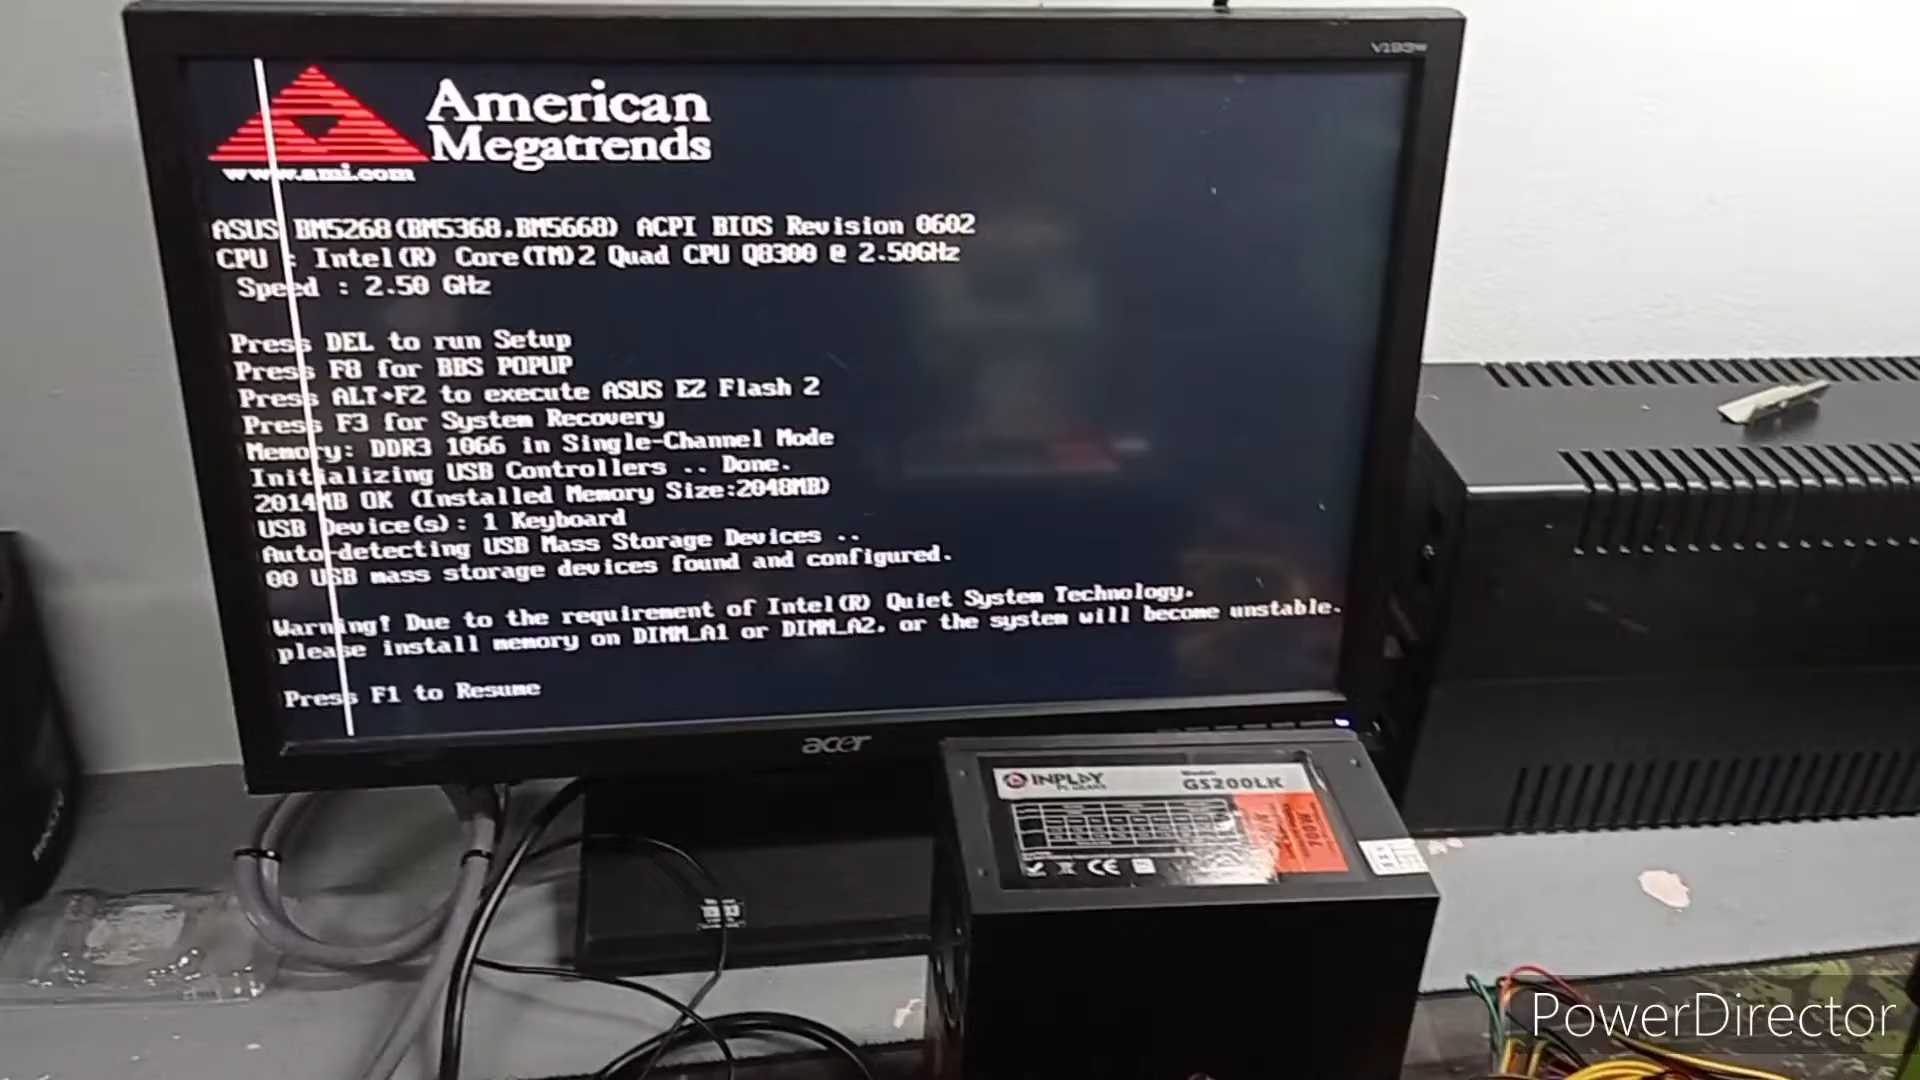 V193W
American
Megatrends
www.ami.com
ASUS BM5268(BM5368,BM5668) ACPI BIOS Revision 0602
CPU : Intel(R) Core(TM)2 Quad CPU Q8300 @ 2.50GHz
Speed : 2.50 GHz
Press DEL to run Setup
Press F8 for BBS POPUP
Press ALT+F2 to execute ASUS EZ Flash 2
Press F3 for System Recovery
Memory: DDR3 1066 in Single-Channel Mode
Initializing USB Controllers .. Done.
2014MB OK (Installed Memory Size:2048MB)
USB Device(s): 1 Keyboard
Auto-detecting USB Mass Storage Devices ..
00 USB mass storage devices found and configured.
Warning! Due to the requirement of Intel(R) Quiet System Technology,
please install memory on DIMM_A1 or DIMM_A2, or the system will become unstable.
Press F1 to Resume
acer
INPLAY
GS200LK
CE
PowerDirector